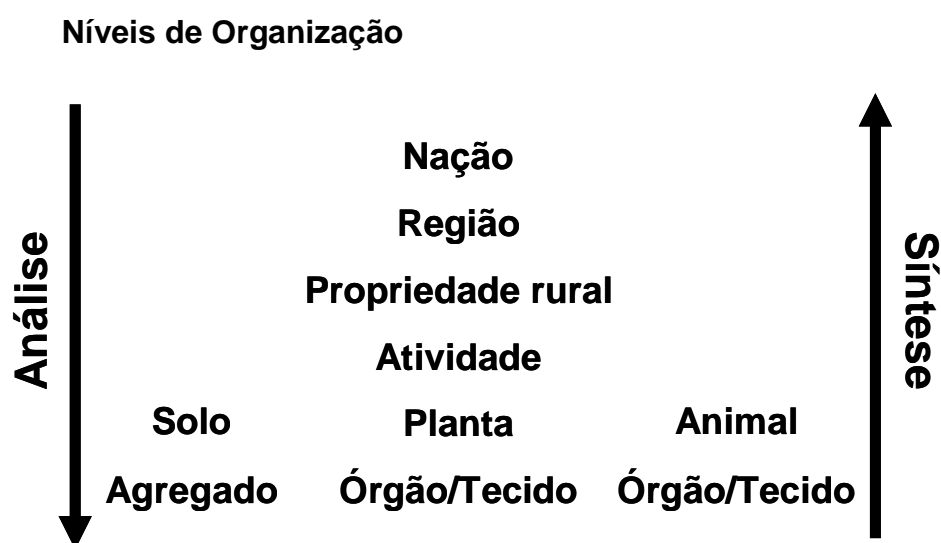 Níveis de Organização
Análise
Nação
Região
Propriedade rural
Atividade
Solo Planta Animal
Agregado Órgão/Tecido Órgão/Tecido
Síntese